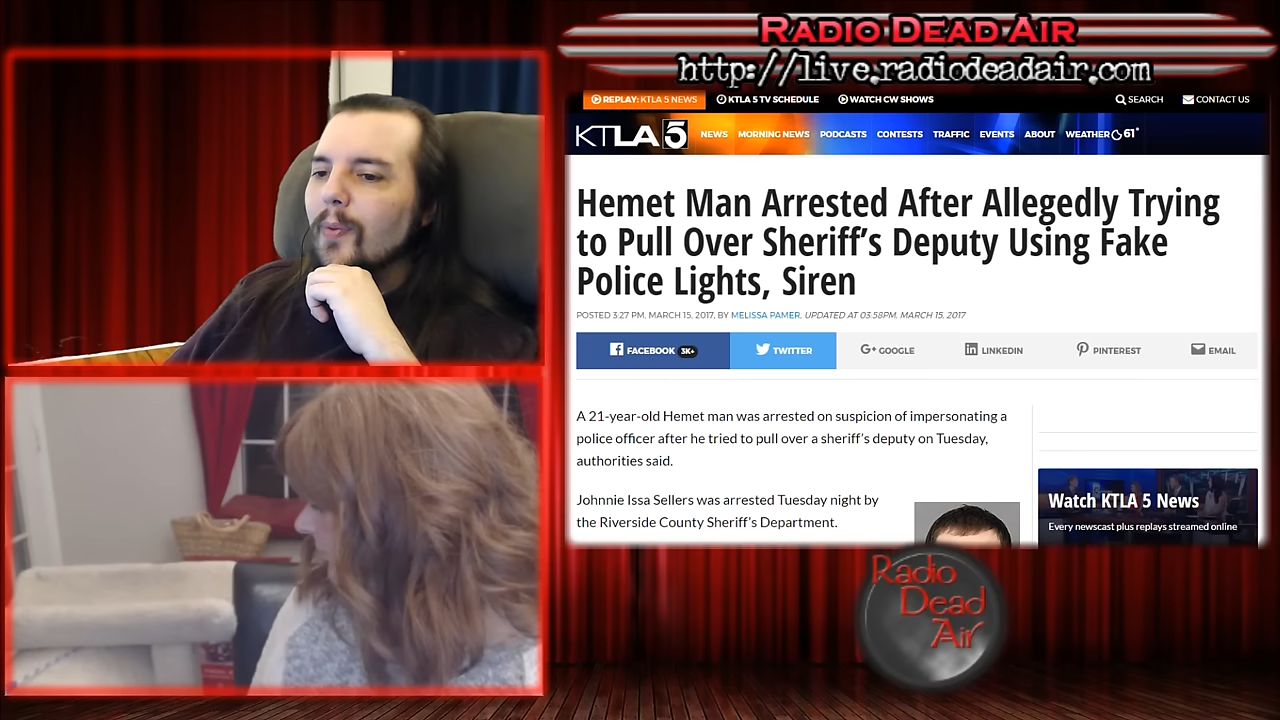 RADIO DEAD AIR
http://live.radiodeadair.com
REPLAY: KTLA 5 NEWS KTLA 5 TV SCHEDULE WATCH CW SHOWS SEARCH CONTACT US
KTLA 5 NEWS MORNING NEWS PODCASTS CONTESTS TRAFFIC EVENTS ABOUT WEATHER 61°
Hemet Man Arrested After Allegedly Trying
to Pull Over Sheriff's Deputy Using Fake
Police Lights, Siren
POSTED 3:27 PM, MARCH 15, 2017, BY MELISSA PAMER, UPDATED AT 03:58PM, MARCH 15, 2017
FACEBOOK 3K+ TWITTER GOOGLE LINKEDIN PINTEREST EMAIL
A 21-year-old Hemet man was arrested on suspicion of impersonating a
police officer after he tried to pull over a sheriff's deputy on Tuesday,
authorities said.
Johnnie Issa Sellers was arrested Tuesday night by
the Riverside County Sheriff's Department.
Watch KTLA 5 News
Every newscast plus replays streamed online
Radio
Dead
Air